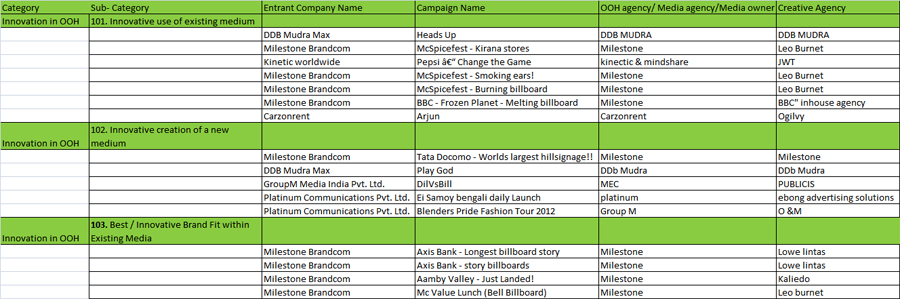 Category Sub- Category Entrant Company Name Campaign Name OOH agency/ Media agency/Media owner Creative Agency
Innovation in OOH 101. Innovative use of existing medium
DDB Mudra Max Heads Up DDB MUDRA DDB MUDRA
Milestone Brandcom McSpicefest - Kirana stores Milestone Leo Burnet
Kinetic worldwide Pepsi â€“ Change the Game kinectic & mindshare JWT
Milestone Brandcom McSpicefest - Smoking ears! Milestone Leo Burnet
Milestone Brandcom McSpicefest - Burning billboard Milestone Leo Burnet
Milestone Brandcom BBC - Frozen Planet - Melting billboard Milestone BBC" inhouse agency
Carzonrent Arjun Carzonrent Ogilvy
102. Innovative creation of a new
Innovation in OOH medium
Milestone Brandcom Tata Docomo - Worlds largest hillsignage!! Milestone Milestone
DDB Mudra Max Play God DDb Mudra DDb Mudra
GroupM Media India Pvt. Ltd. DilVsBill MEC PUBLICIS
Platinum Communications Pvt. Ltd. Ei Samoy bengali daily Launch platinum ebong advertising solutions
Platinum Communications Pvt. Ltd. Blenders Pride Fashion Tour 2012 Group M O &M
103. Best / Innovative Brand Fit within
Innovation in OOH Existing Media
Milestone Brandcom Axis Bank - Longest billboard story Milestone Lowe lintas
Milestone Brandcom Axis Bank - story billboards Milestone Lowe lintas
Milestone Brandcom Aamby Valley - Just Landed! Milestone Kaliedo
Milestone Brandcom Mc Value Lunch (Bell Billboard) Milestone Leo burnet